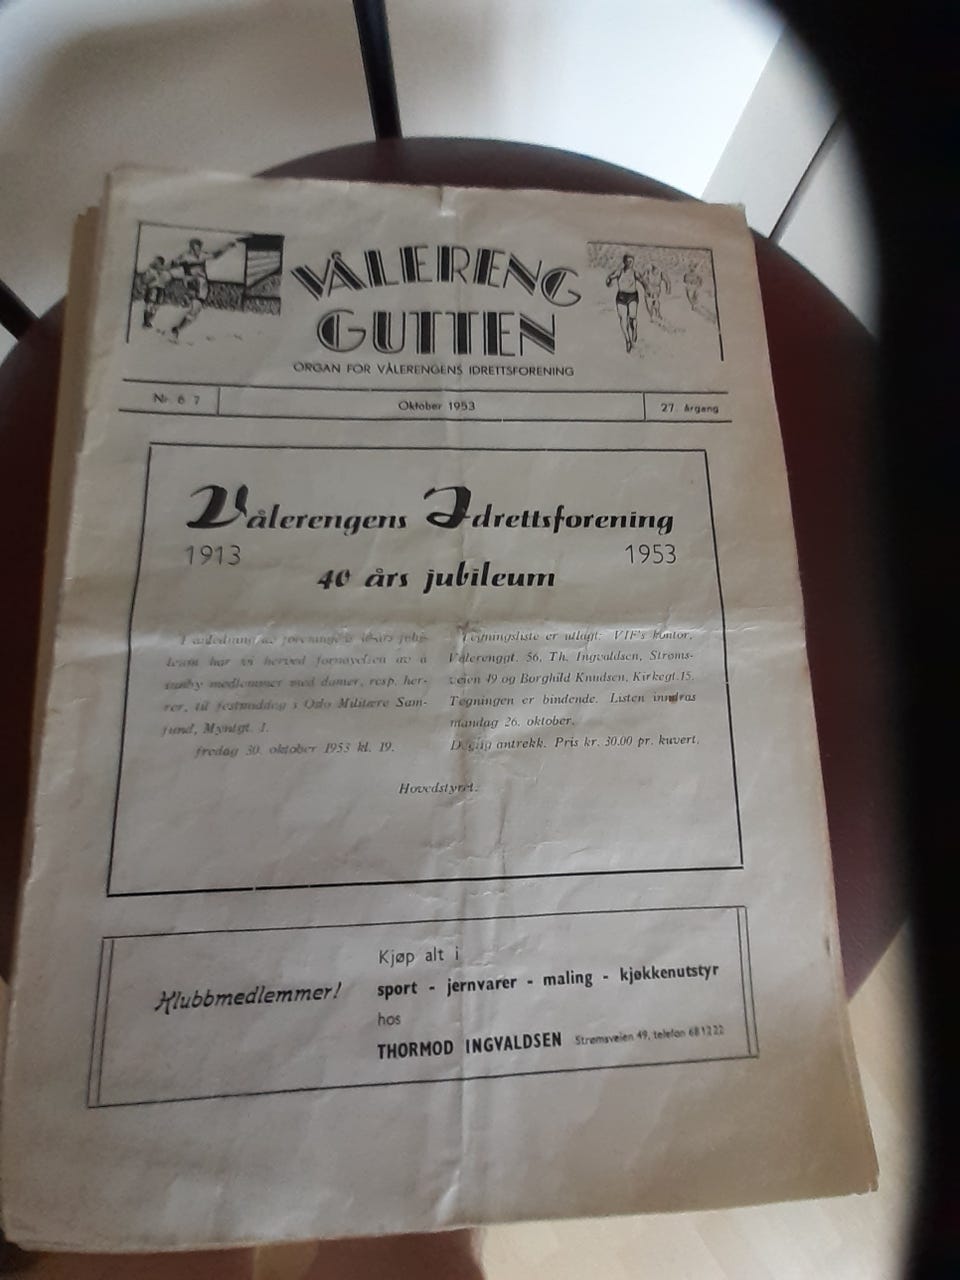 VÅLERENG
GUTTEN
ORGAN FOR VÅLERENGENS IDRETTSFORENING
Nr. 6 7
Oktober 1953
27. årgang
Vålerengens Idrettsforening
1913
1953
40 års jubileum
I anledning av foreningens 40-års jubi-
leum har vi herved fornøyelsen av å
innby medlemmer med damer, resp. her-
rer, til festmiddag i Oslo Militære Sam-
fund, Myntgt. 1.
fredag 30. oktober 1953 kl. 19.
Tegningsliste er utlagt: VIF's kontor,
Vålerenggt. 56, Th. Ingvaldsen, Strøms-
veien 49 og Borghild Knudsen, Kirkegt. 15.
Tegningen er bindende. Listen inndras
mandag 26. oktober.
Daglig antrekk. Pris kr. 30.00 pr. kuvert.
Hovedstyret.
Klubbmedlemmer!
Kjøp alt i
sport - jernvarer - maling - kjøkkenutstyr
hos
THORMOD INGVALDSEN Strømsveien 49, telefon 68 12 22